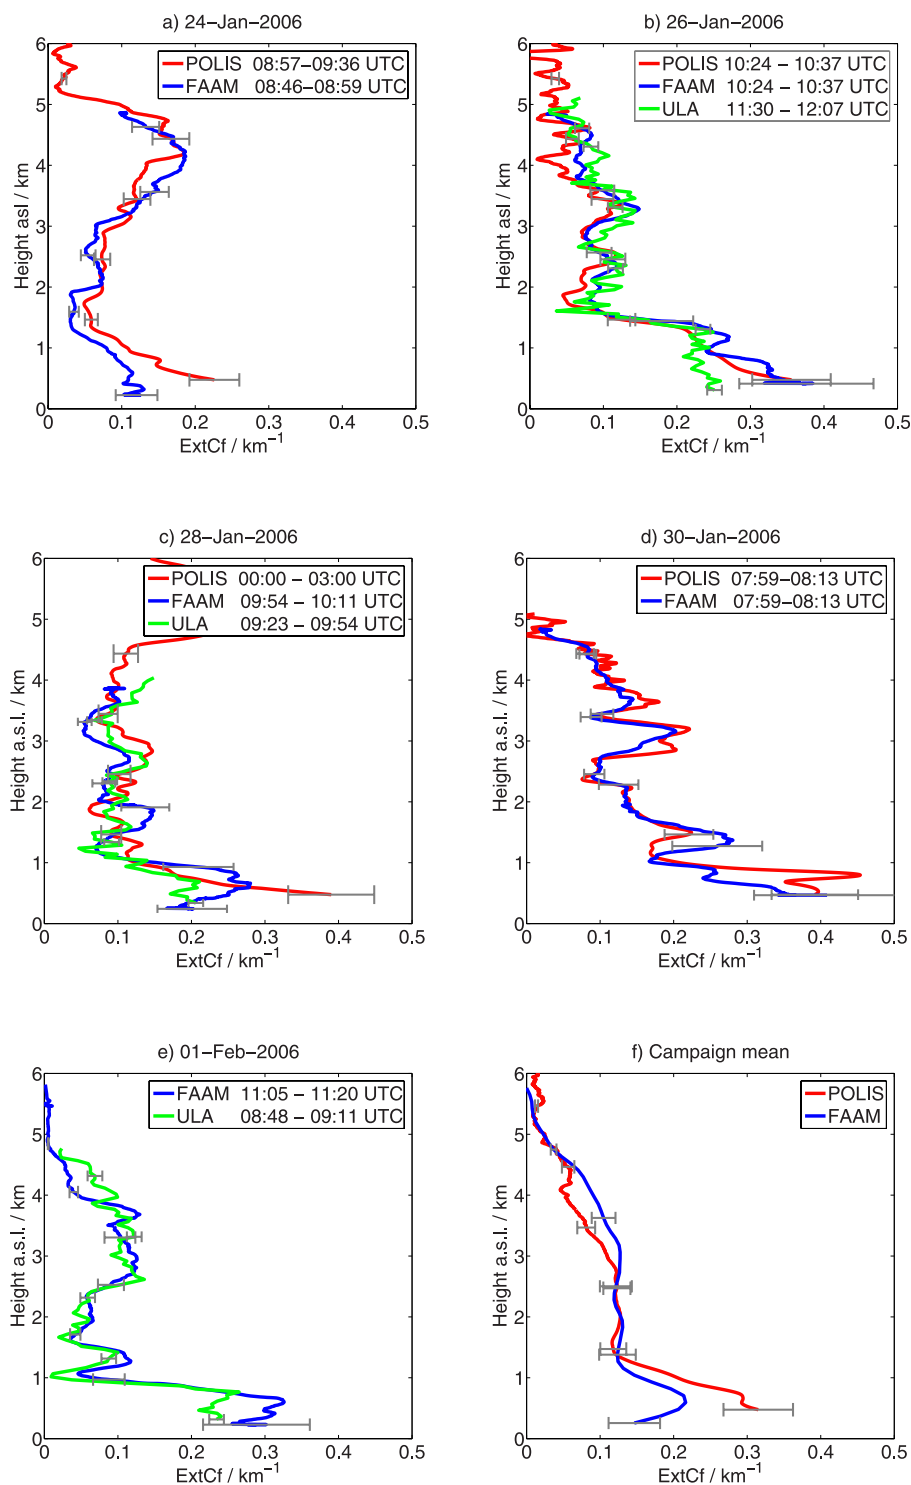 a) 24–Jan–2006
POLIS 08:57–09:36 UTC
FAAM 08:46–08:59 UTC
6
5
4
3
2
1
0
Height asl / km
0 0.1 0.2 0.3 0.4 0.5
ExtCf / km⁻¹
b) 26–Jan–2006
POLIS 10:24 – 10:37 UTC
FAAM 10:24 – 10:37 UTC
ULA 11:30 – 12:07 UTC
6
5
4
3
2
1
0
Height asl / km
0 0.1 0.2 0.3 0.4 0.5
ExtCf / km⁻¹
c) 28–Jan–2006
POLIS 00:00 – 03:00 UTC
FAAM 09:54 – 10:11 UTC
ULA 09:23 – 09:54 UTC
6
5
4
3
2
1
0
Height a.s.l. / km
0 0.1 0.2 0.3 0.4 0.5
ExtCf / km⁻¹
d) 30–Jan–2006
POLIS 07:59–08:13 UTC
FAAM 07:59–08:13 UTC
6
5
4
3
2
1
0
Height a.s.l. / km
0 0.1 0.2 0.3 0.4 0.5
ExtCf / km⁻¹
e) 01–Feb–2006
FAAM 11:05 – 11:20 UTC
ULA 08:48 – 09:11 UTC
6
5
4
3
2
1
0
Height a.s.l. / km
0 0.1 0.2 0.3 0.4 0.5
ExtCf / km⁻¹
f) Campaign mean
POLIS
FAAM
6
5
4
3
2
1
0
Height a.s.l. / km
0 0.1 0.2 0.3 0.4 0.5
ExtCf / km⁻¹